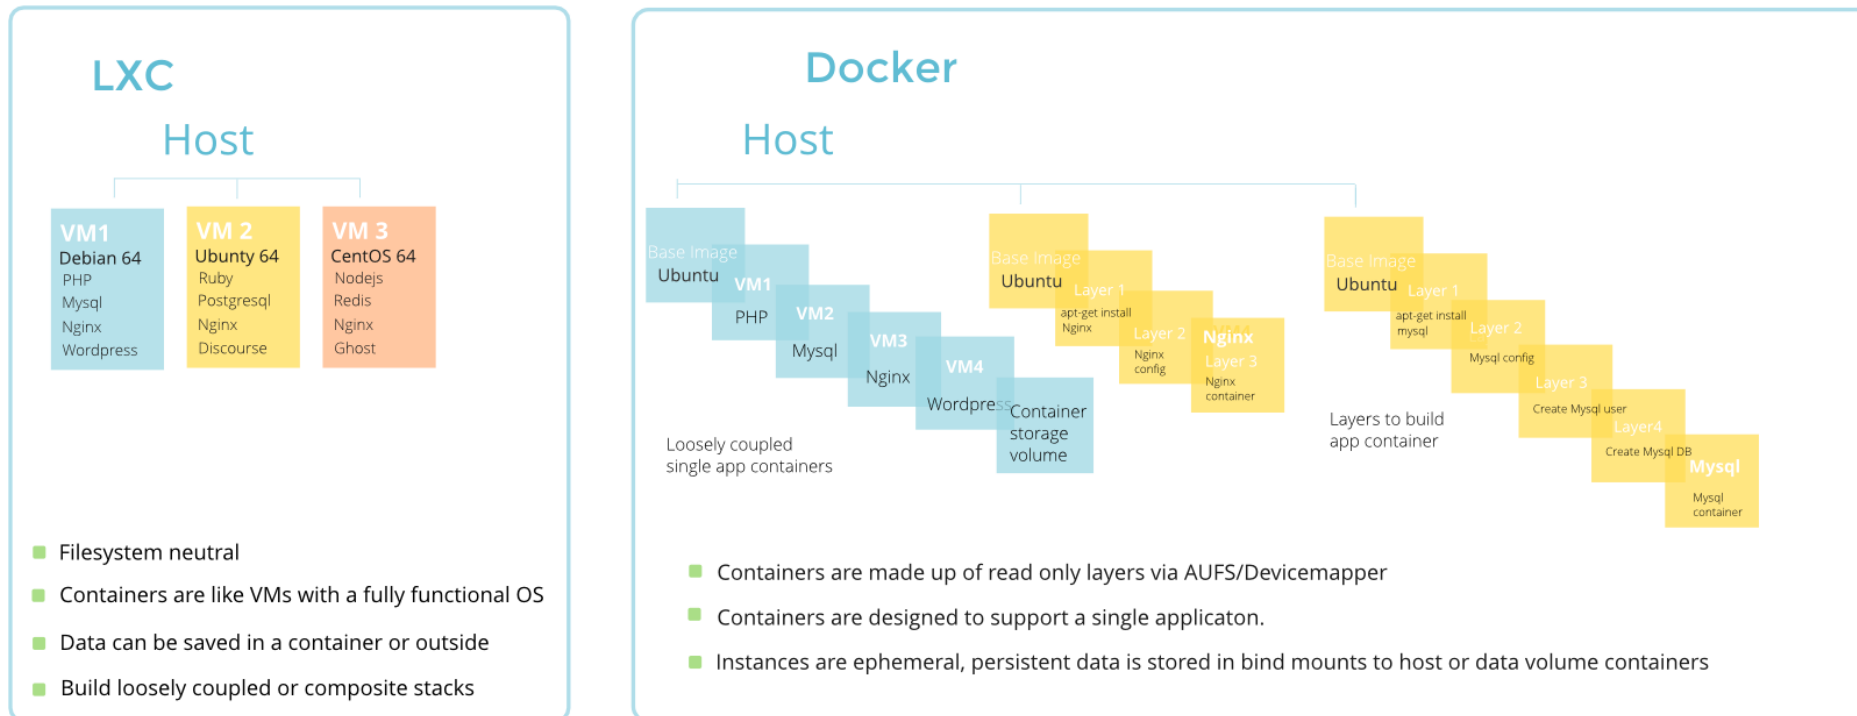 LXC
Host
VM1
Debian 64
PHP
Mysql
Nginx
Wordpress
VM 2
Ubunty 64
Ruby
Postgresql
Nginx
Discourse
VM 3
CentOS 64
Nodejs
Redis
Nginx
Ghost
Filesystem neutral
Containers are like VMs with a fully functional OS
Data can be saved in a container or outside
Build loosely coupled or composite stacks
Docker
Host
Base Image
Ubuntu
VM1
PHP
VM2
Mysql
VM3
Nginx
VM4
Wordpress
Container
storage
volume
Loosely coupled
single app containers
Base Image
Ubuntu
Layer 1
apt-get install
Nginx
Layer 2
Nginx
config
Nginx
Layer 3
Nginx
container
Base Image
Ubuntu
Layer 1
apt-get install
mysql
Layer 2
Mysql config
Layer 3
Create Mysql user
Layer4
Create Mysql DB
Mysql
Mysql
container
Layers to build
app container
Containers are made up of read only layers via AUFS/Devicemapper
Containers are designed to support a single applicaton.
Instances are ephemeral, persistent data is stored in bind mounts to host or data volume containers